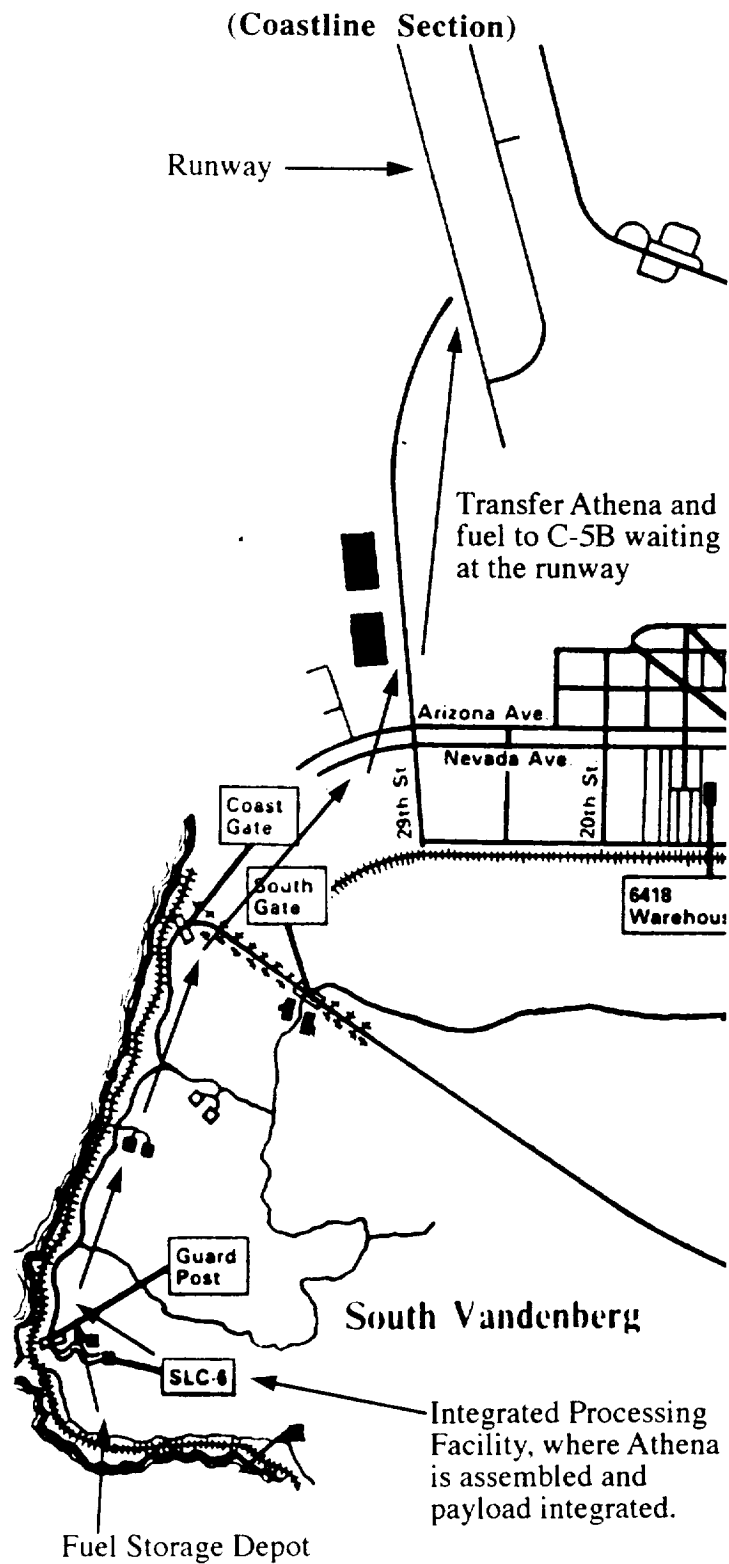 (Coastline Section)
Runway
Transfer Athena and
fuel to C-5B waiting
at the runway
Arizona Ave.
Nevada Ave.
29th St.
20th St.
Coast
Gate
South
Gate
6418
Warehous
Guard
Post
South Vandenberg
SLC-6
Integrated Processing
Facility, where Athena
is assembled and
payload integrated.
Fuel Storage Depot